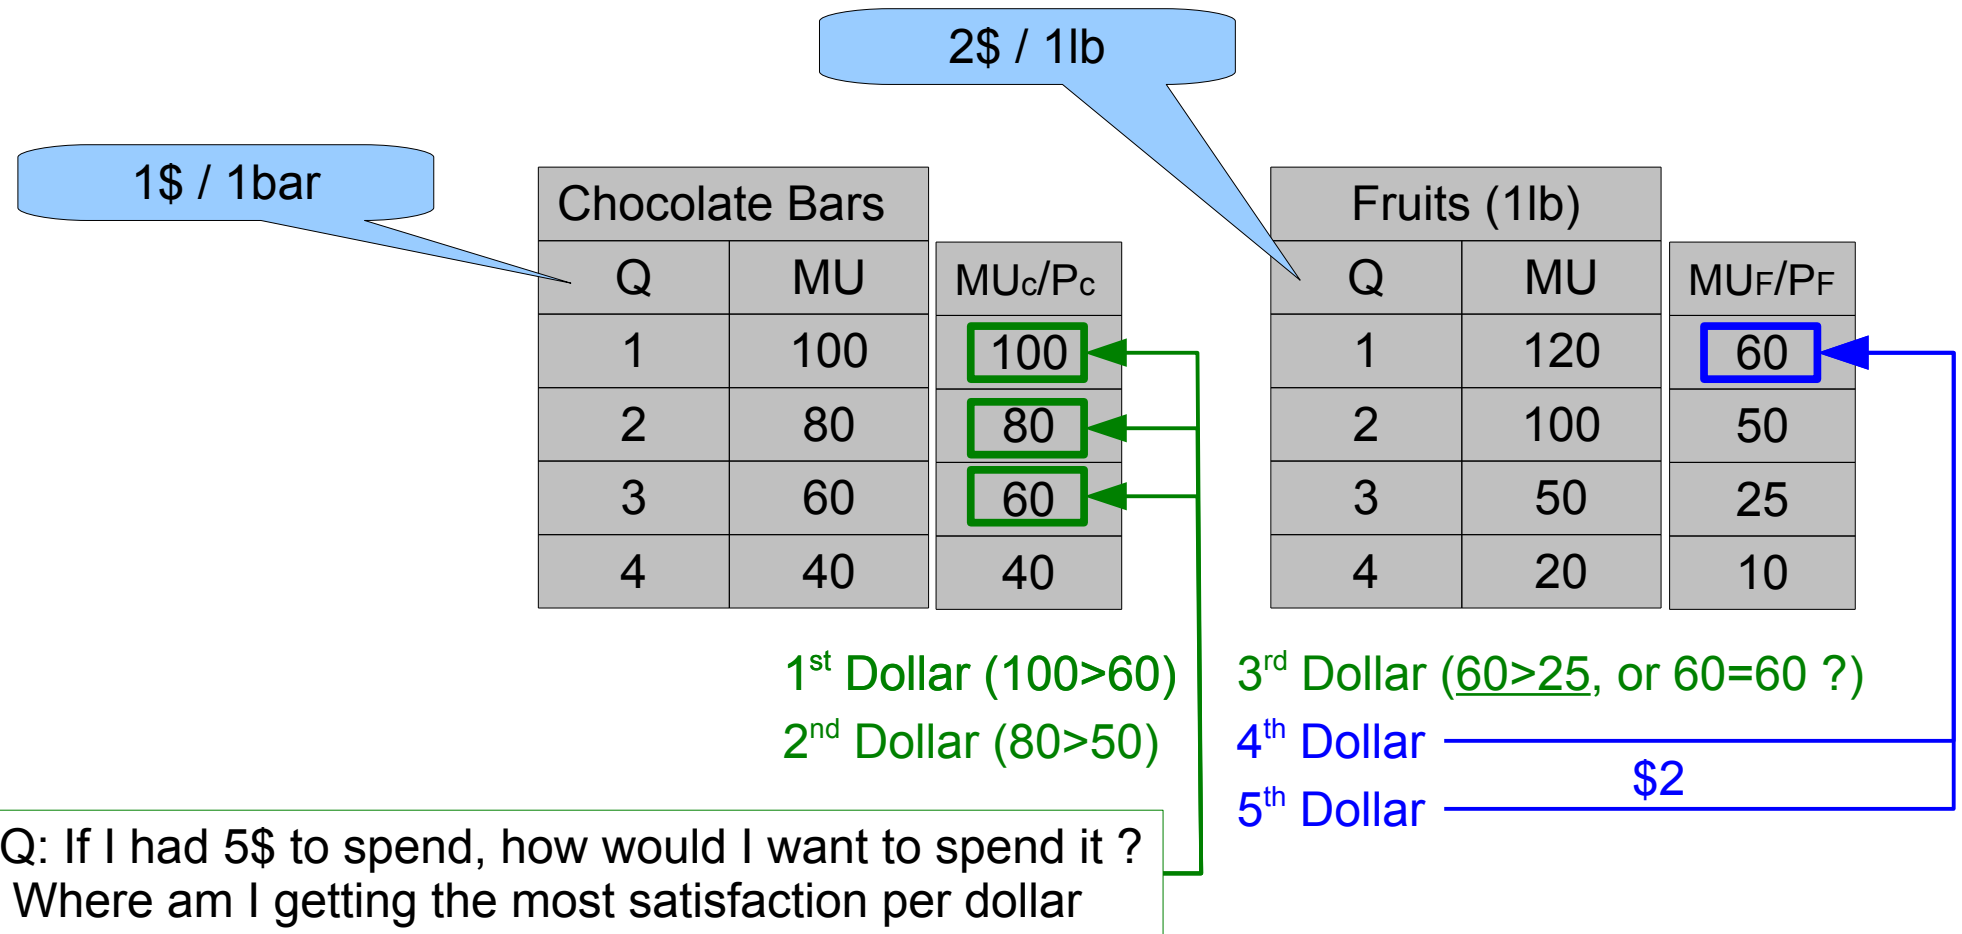 2$ / 1lb
1$ / 1bar
Chocolate Bars
Q MU MUc/Pc
1 100 100
2 80 80
3 60 60
4 40 40
Fruits (1lb)
Q MU MUF/PF
1 120 60
2 100 50
3 50 25
4 20 10
1st Dollar (100>60)
2nd Dollar (80>50)
3rd Dollar (60>25, or 60=60 ?)
4th Dollar
$2
5th Dollar
Q: If I had 5$ to spend, how would I want to spend it ?
Where am I getting the most satisfaction per dollar